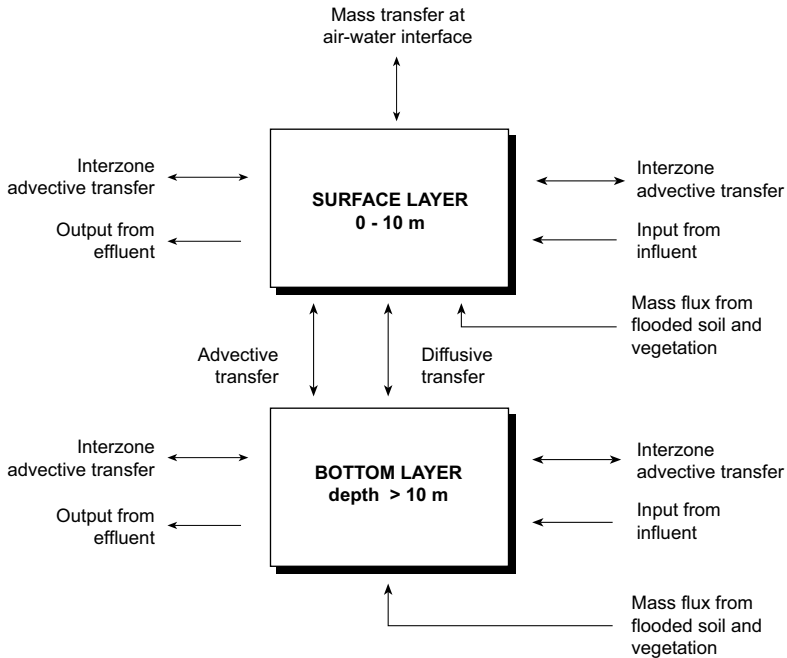 Mass transfer at
air-water interface
Interzone
advective transfer
Output from
effluent
SURFACE LAYER
0 - 10 m
Interzone
advective transfer
Input from
influent
Mass flux from
flooded soil and
vegetation
Advective
transfer
Diffusive
transfer
Interzone
advective transfer
Output from
effluent
BOTTOM LAYER
depth > 10 m
Interzone
advective transfer
Input from
influent
Mass flux from
flooded soil and
vegetation